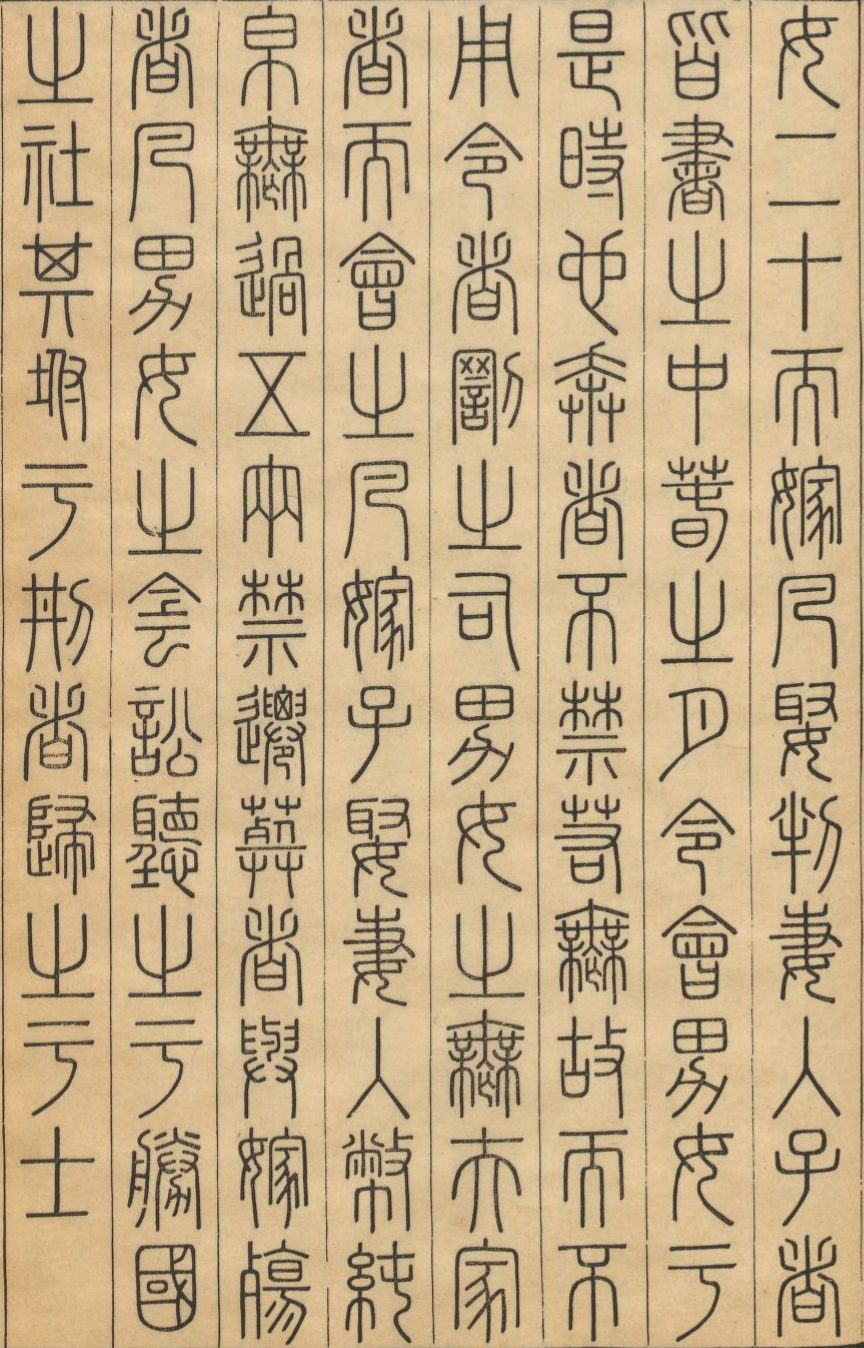 女二十而嫁凡娶判妻入子者
皆書之中春之月令會男女于
是時也奔者不禁若無故而不
用令者罰之司男女之無夫家
者而會之凡嫁子娶妻入幣純
帛無過五兩禁遷葬者與嫁殤
者凡男女之侌訟聽之于勝國
之社其坿于刑者歸之于士